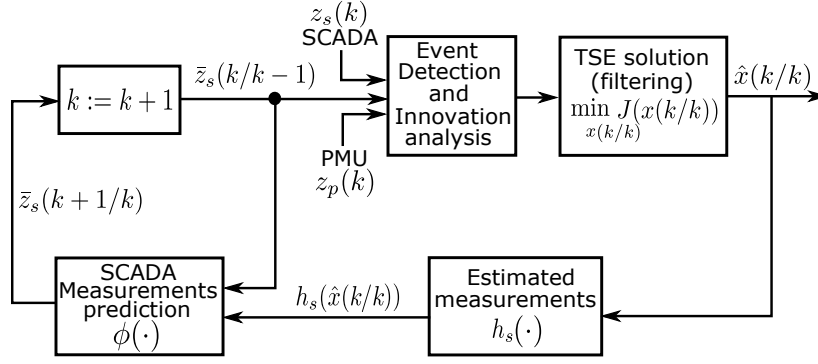 z_s(k)
SCADA
k := k + 1
z̄_s(k/k − 1)
Event
Detection
and
Innovation
analysis
TSE solution
(filtering)
min J(x(k/k))
x(k/k)
x̂(k/k)
PMU
z_p(k)
z̄_s(k + 1/k)
SCADA
Measurements
prediction
ϕ(·)
h_s(x̂(k/k))
Estimated
measurements
h_s(·)